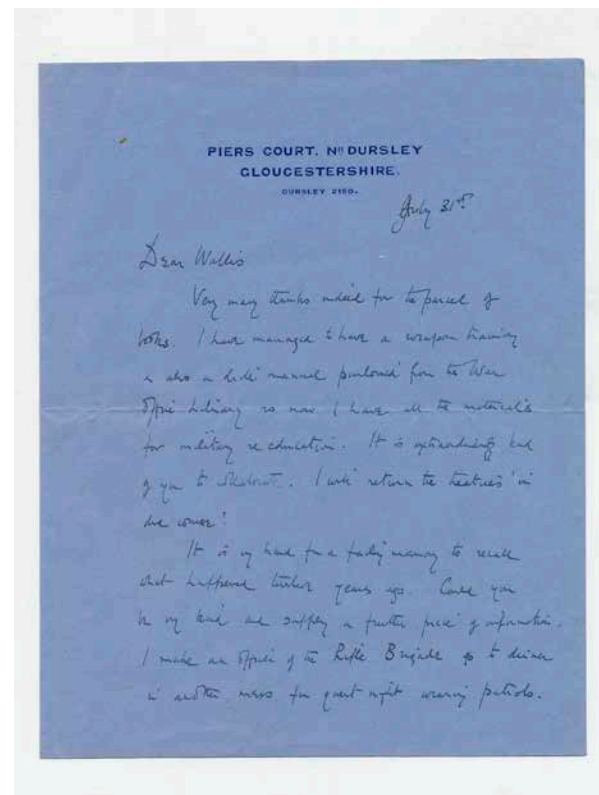 PIERS COURT. Nr DURSLEY
GLOUCESTERSHIRE.
DURSLEY 2150.
July 31st
Dear Wallis
Very many thanks indeed for the parcel of
books. I have managed to have a weapon training
also a manual purloined from the War
Office Library so now I have all the materials
for military re education. It is extraordinarily kind
of you to. I will return the 'treatises' in
due course.
It is very hard for a fading memory to recall
what happened twelve years ago. Could you
be very kind and supply a further piece of information.
I make an officer of the Rifle Brigade go to dinner
in another mess for guest night wearing patrols.